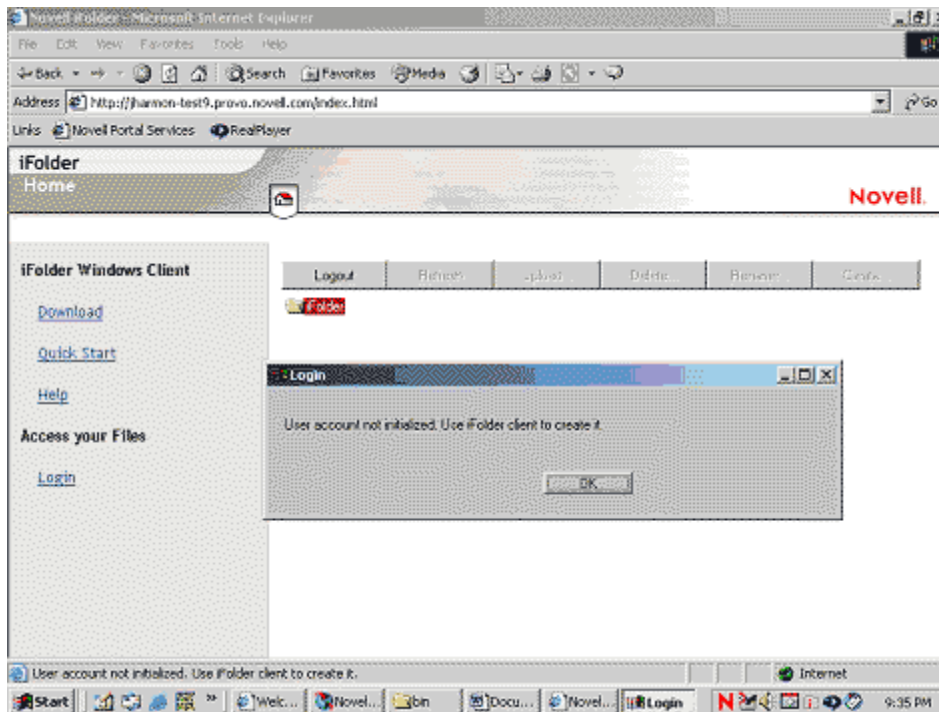 Novell iFolder - Microsoft Internet Explorer
File Edit View Favorites Tools Help
Back Search Favorites Media
Address http://jharmon-test9.provo.novell.com/index.html Go
Links Novell Portal Services RealPlayer
iFolder
Home
Novell.
iFolder Windows Client
Download
Quick Start
Help
Access your Files
Login
Logout Refresh Upload... Delete... Rename... Create...
iFolder
Login
User account not initialized. Use iFolder client to create it.
OK
User account not initialized. Use iFolder client to create it.
Internet
Start » Welc... Novel... bin Docu... Novel... Login N 9:35 PM